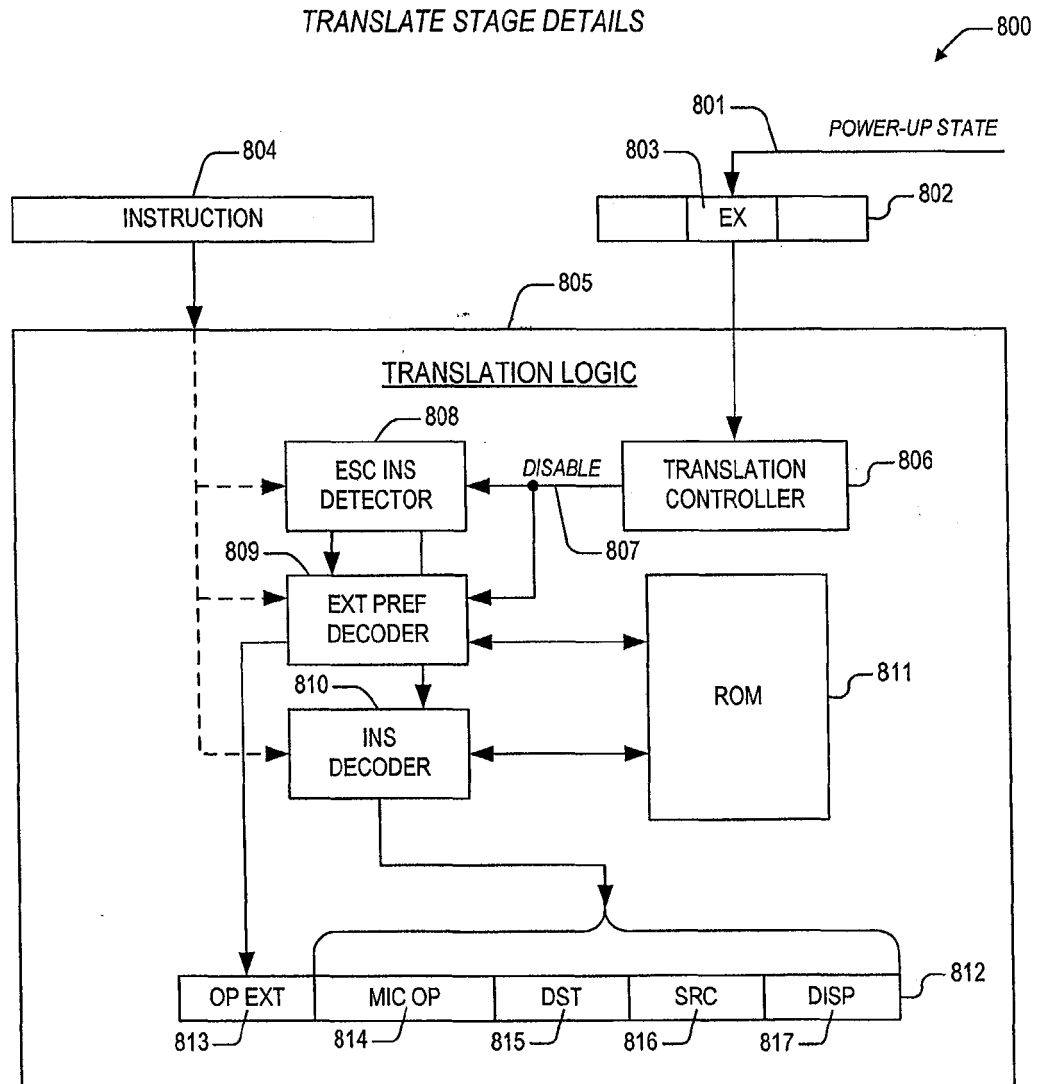 TRANSLATE STAGE DETAILS
800
801
POWER-UP STATE
804
803
INSTRUCTION
EX
802
805
TRANSLATION LOGIC
808
ESC INS
DETECTOR
DISABLE
TRANSLATION
CONTROLLER
806
807
809
EXT PREF
DECODER
810
INS
DECODER
ROM
811
OP EXT
MIC OP
DST
SRC
DISP
812
813
814
815
816
817